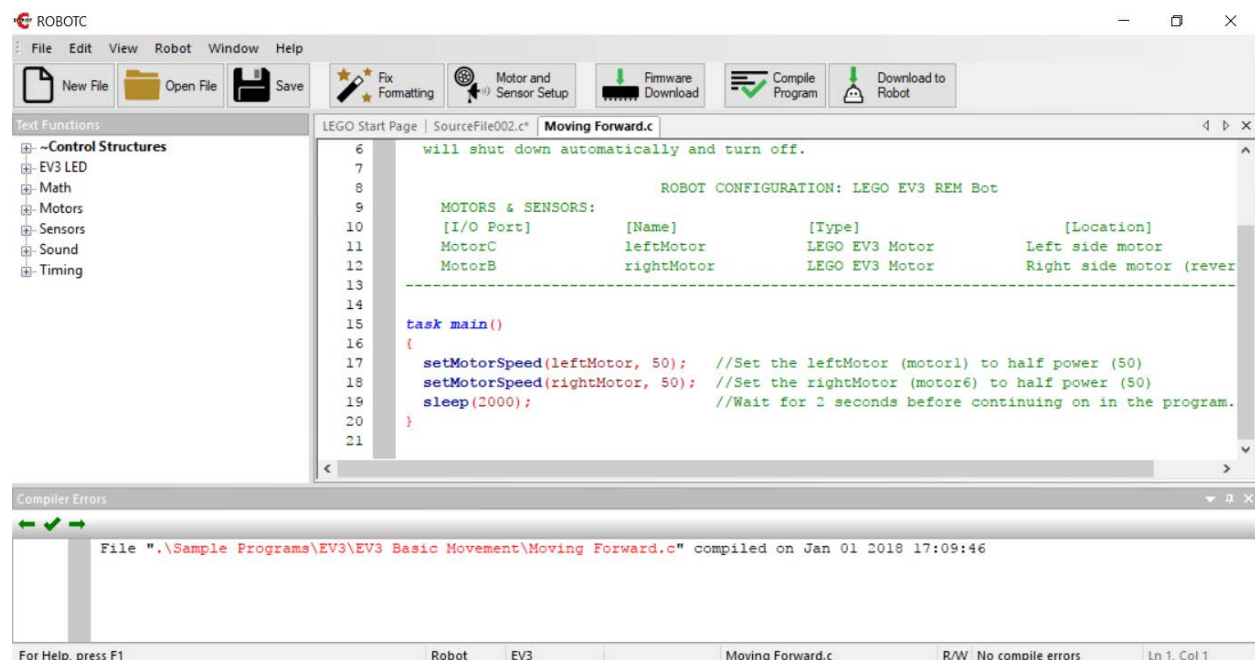 ROBOTC
File Edit View Robot Window Help
New File Open File Save Fix Formatting Motor and Sensor Setup Firmware Download Compile Program Download to Robot
Text Functions
~Control Structures
EV3 LED
Math
Motors
Sensors
Sound
Timing
LEGO Start Page | SourceFile002.c* Moving Forward.c
6 will shut down automatically and turn off.
7
8 ROBOT CONFIGURATION: LEGO EV3 REM Bot
9 MOTORS & SENSORS:
10 [I/O Port] [Name] [Type] [Location]
11 MotorC leftMotor LEGO EV3 Motor Left side motor
12 MotorB rightMotor LEGO EV3 Motor Right side motor (rever
13 ----------------------------------------------------------------------------------------
14
15 task main()
16 {
17 setMotorSpeed(leftMotor, 50); //Set the leftMotor (motor1) to half power (50)
18 setMotorSpeed(rightMotor, 50); //Set the rightMotor (motor6) to half power (50)
19 sleep(2000); //Wait for 2 seconds before continuing on in the program.
20 }
21
Compiler Errors
File ".\Sample Programs\EV3\EV3 Basic Movement\Moving Forward.c" compiled on Jan 01 2018 17:09:46
For Help, press F1 Robot EV3 Moving Forward.c R/W No compile errors Ln 1, Col 1